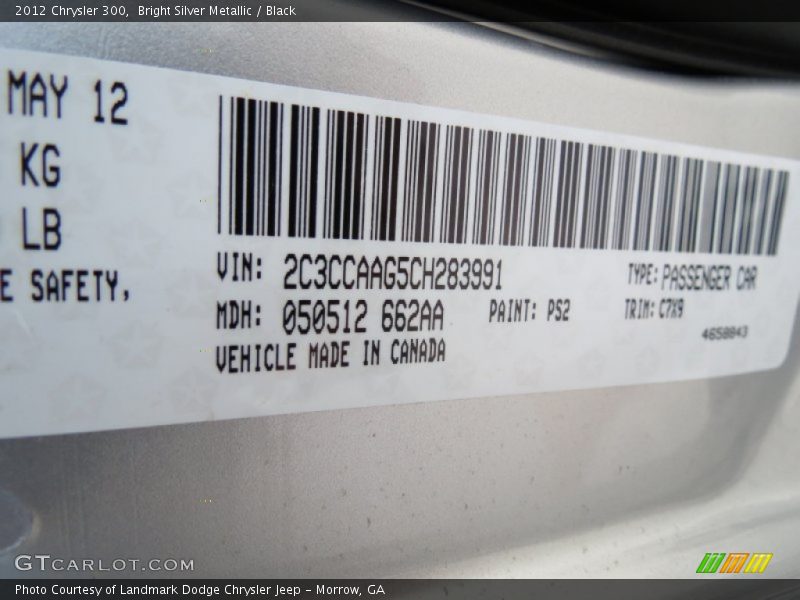 2012 Chrysler 300, Bright Silver Metallic / Black
MAY 12
KG
LB
E SAFETY,
VIN: 2C3CCAAG5CH283991
TYPE: PASSENGER CAR
MDH: 050512 662AA
PAINT: PS2
TRIM: C7X9
VEHICLE MADE IN CANADA
4658843
GTCARLOT.COM
Photo Courtesy of Landmark Dodge Chrysler Jeep - Morrow, GA